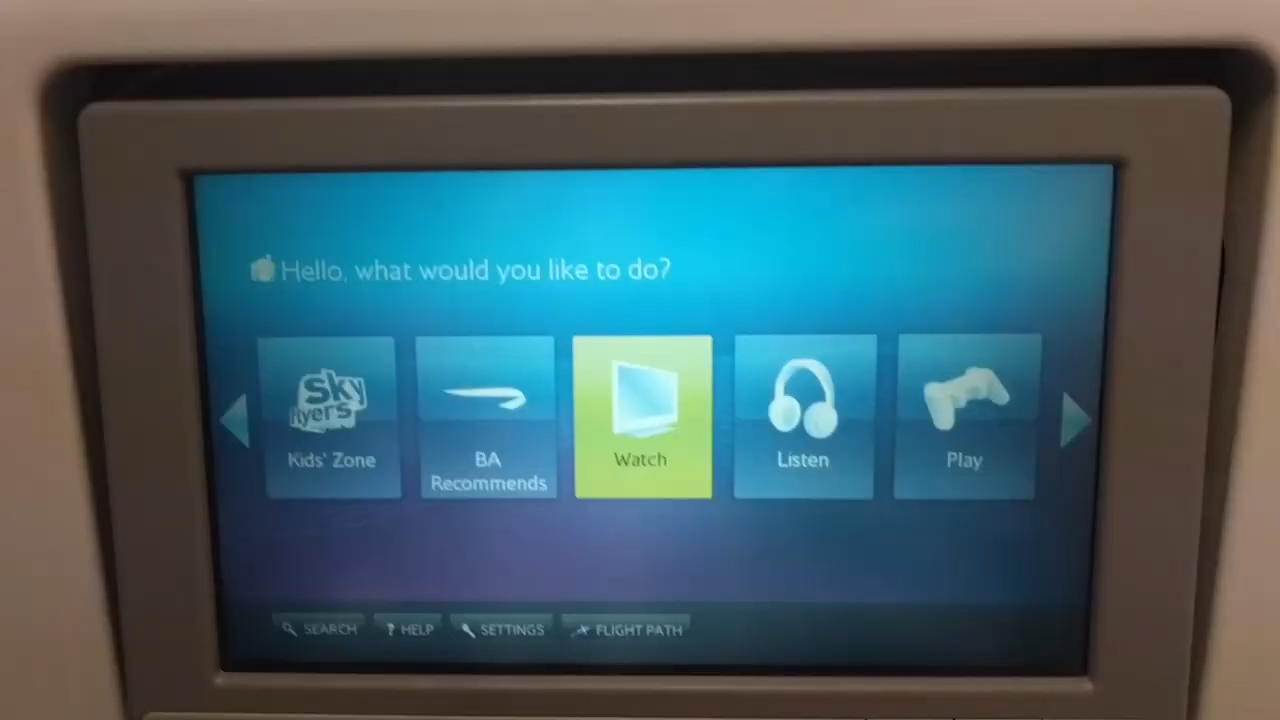 Hello, what would you like to do?
Sky
flyers
Kids' Zone
BA
Recommends
Watch
Listen
Play
SEARCH
? HELP
SETTINGS
FLIGHT PATH